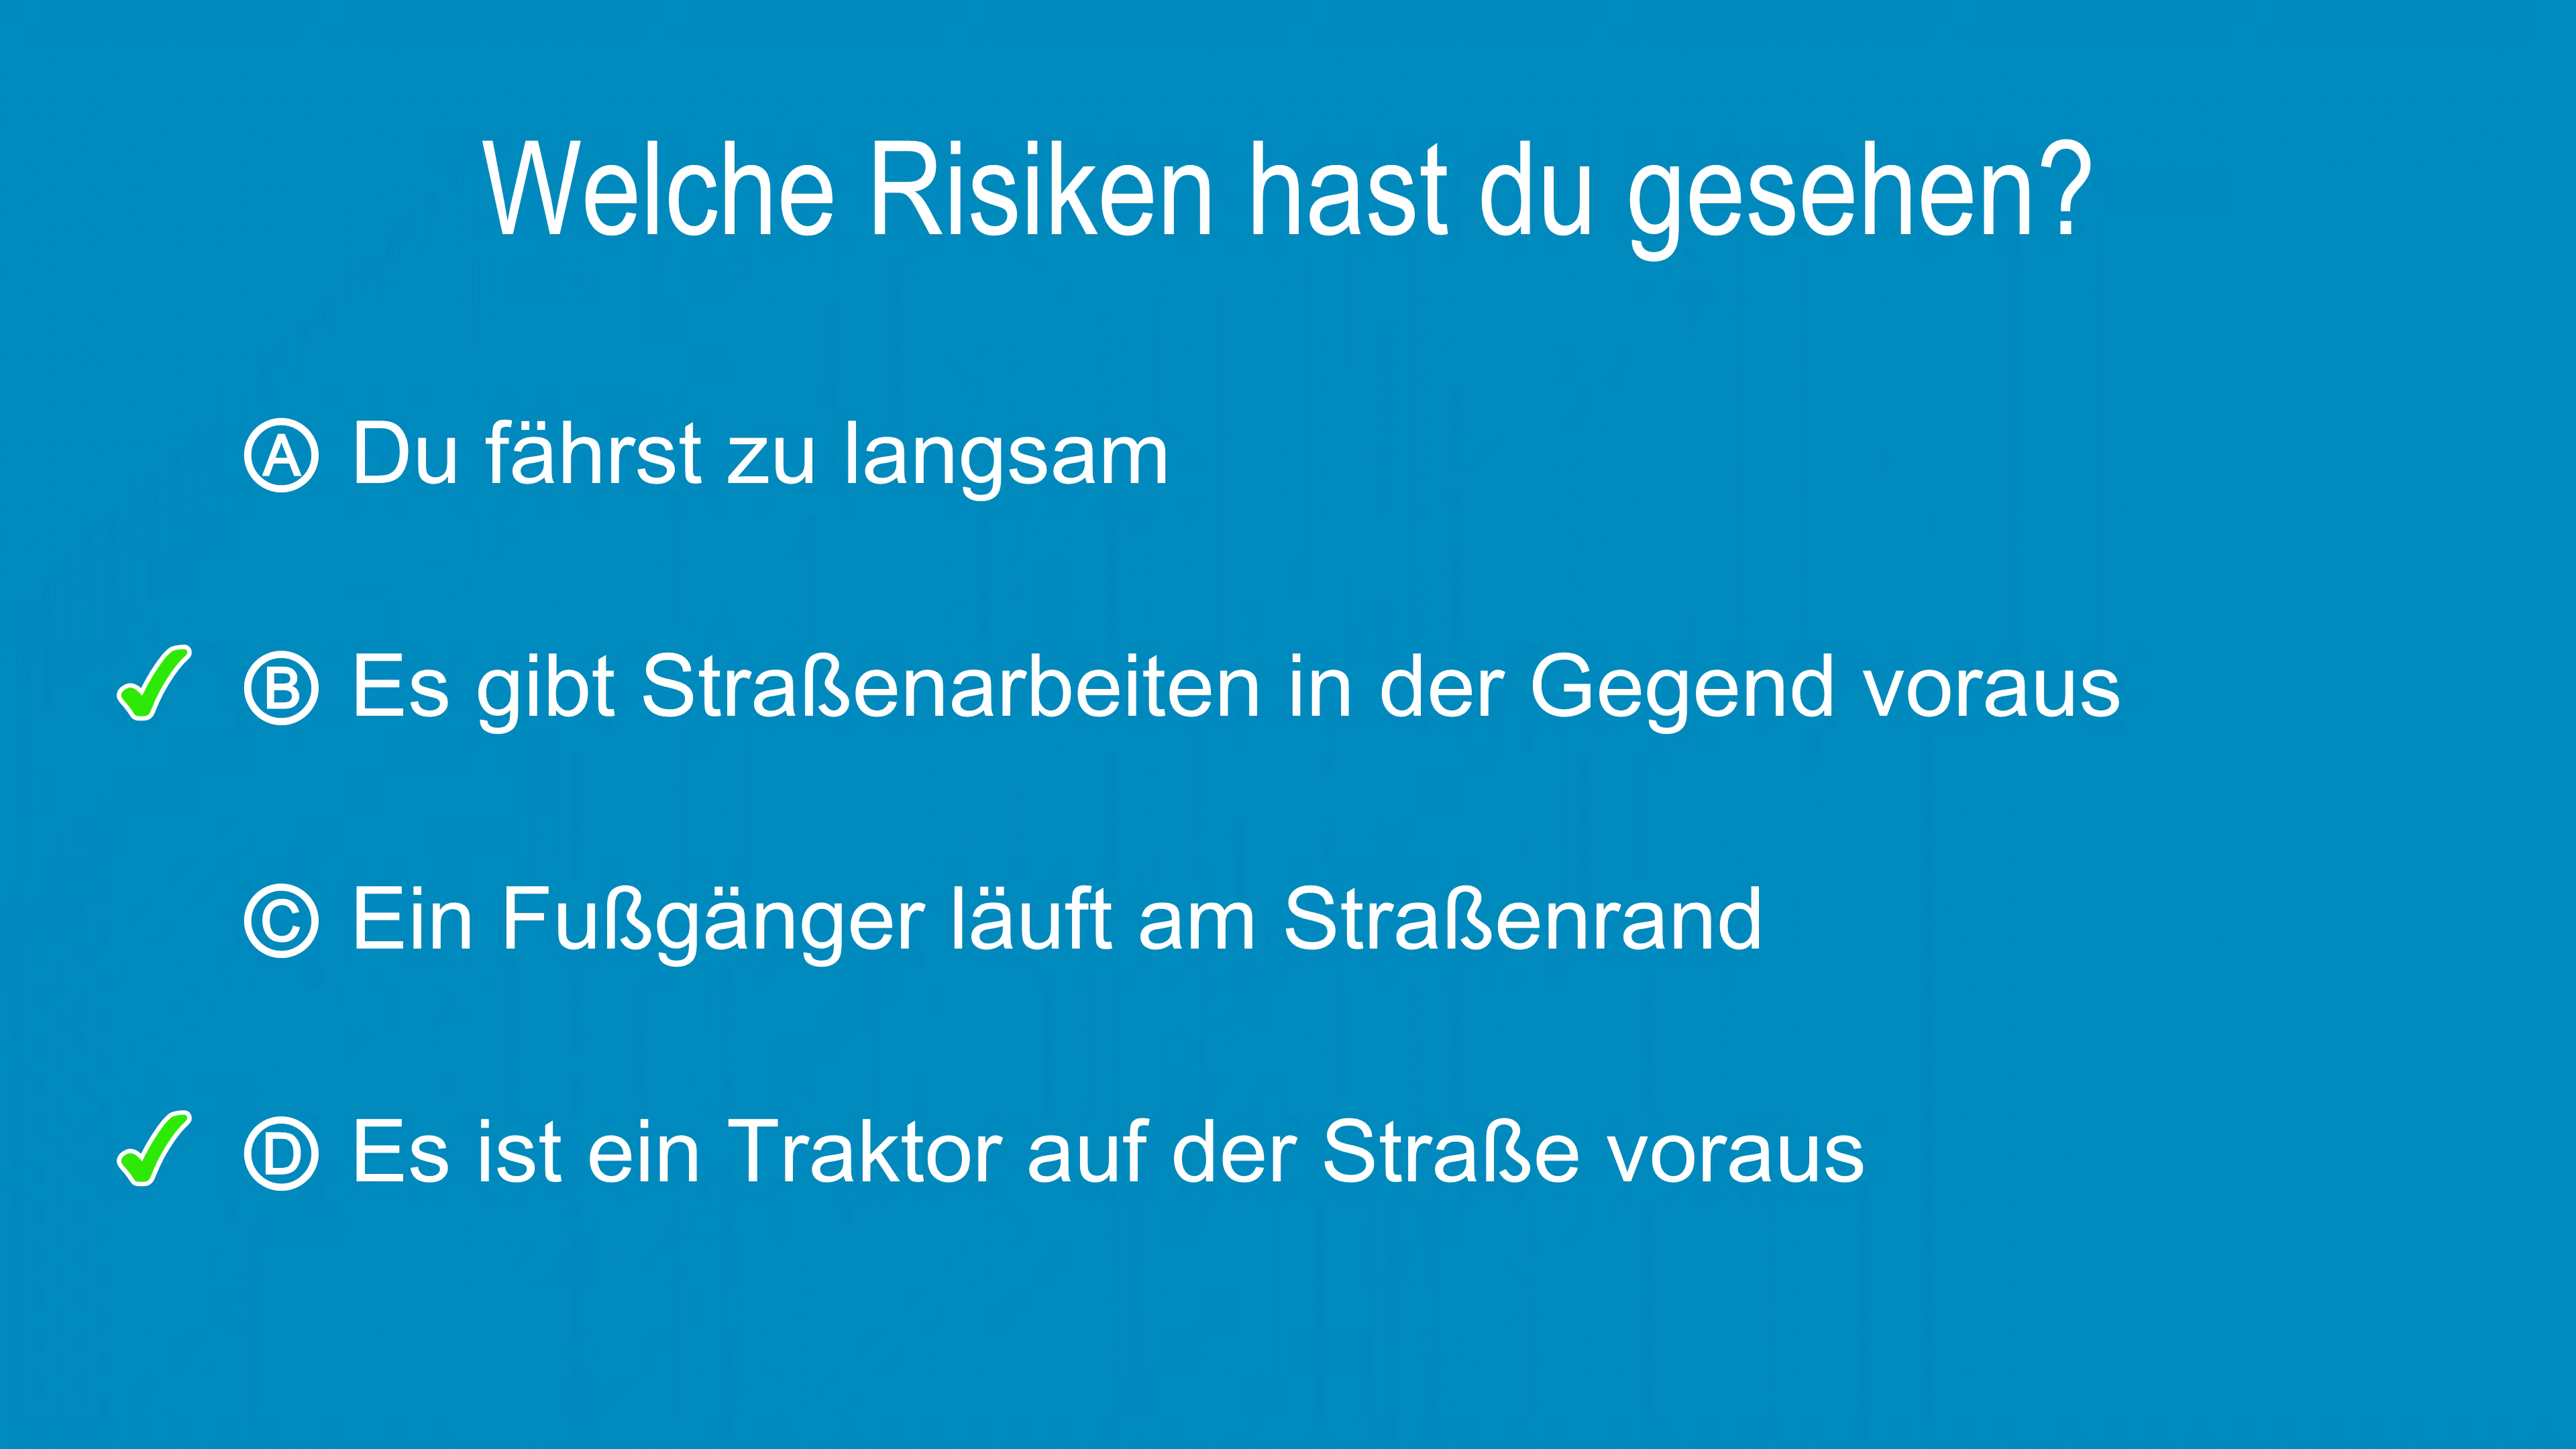 Welche Risiken hast du gesehen?
Ⓐ Du fährst zu langsam
Ⓑ Es gibt Straßenarbeiten in der Gegend voraus
Ⓒ Ein Fußgänger läuft am Straßenrand
Ⓓ Es ist ein Traktor auf der Straße voraus